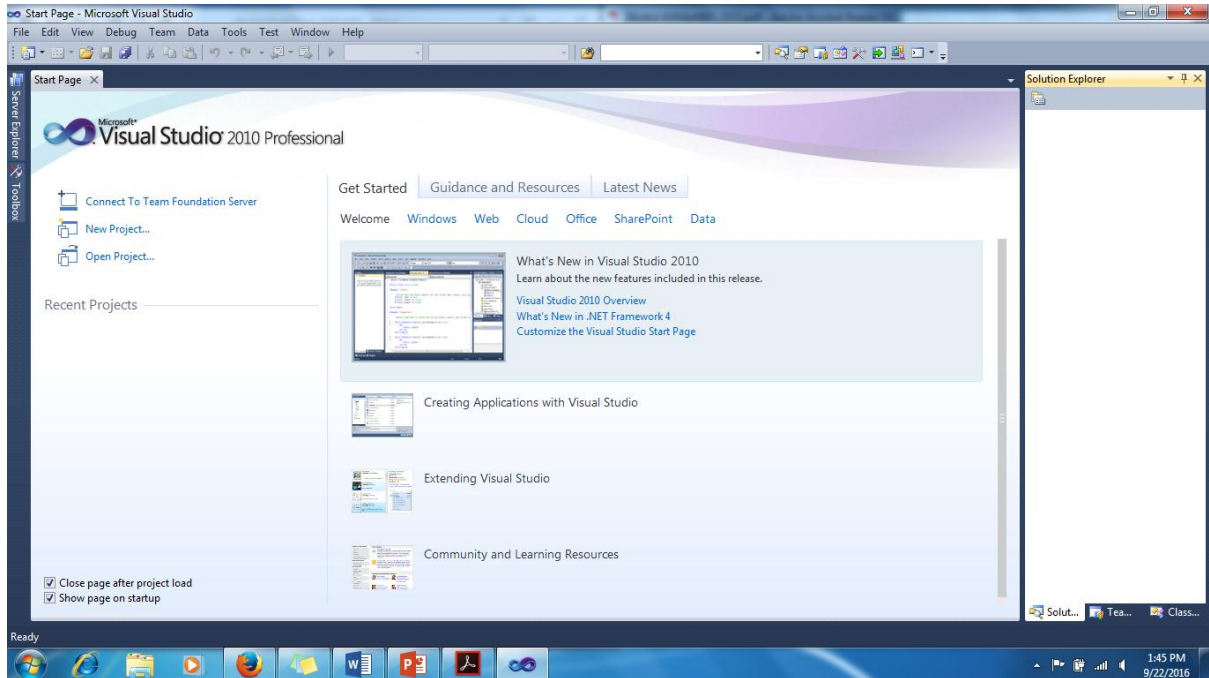 Start Page - Microsoft Visual Studio
File Edit View Debug Team Data Tools Test Window Help
Start Page
Solution Explorer
Server Explorer
Toolbox
Microsoft
Visual Studio 2010 Professional
Connect To Team Foundation Server
New Project...
Open Project...
Recent Projects
Get Started Guidance and Resources Latest News
Welcome Windows Web Cloud Office SharePoint Data
What's New in Visual Studio 2010
Learn about the new features included in this release.
Visual Studio 2010 Overview
What's New in .NET Framework 4
Customize the Visual Studio Start Page
Creating Applications with Visual Studio
Extending Visual Studio
Community and Learning Resources
Close page after project load
Show page on startup
Solut... Tea... Class...
Ready
1:45 PM
9/22/2016